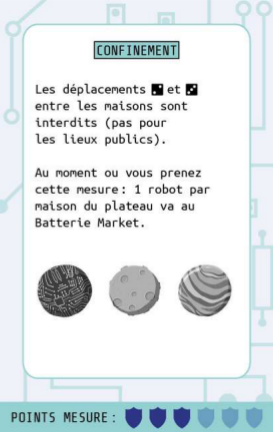 CONFINEMENT
Les déplacements ⚁ et ⚂
entre les maisons sont
interdits (pas pour
les lieux publics).
Au moment ou vous prenez
cette mesure: 1 robot par
maison du plateau va au
Batterie Market.
POINTS MESURE: